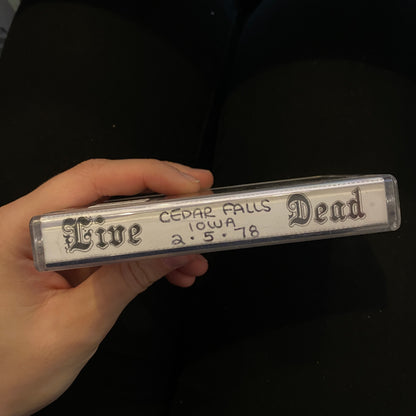 Live
CEDAR FALLS
IOWA
2.5.78
Dead